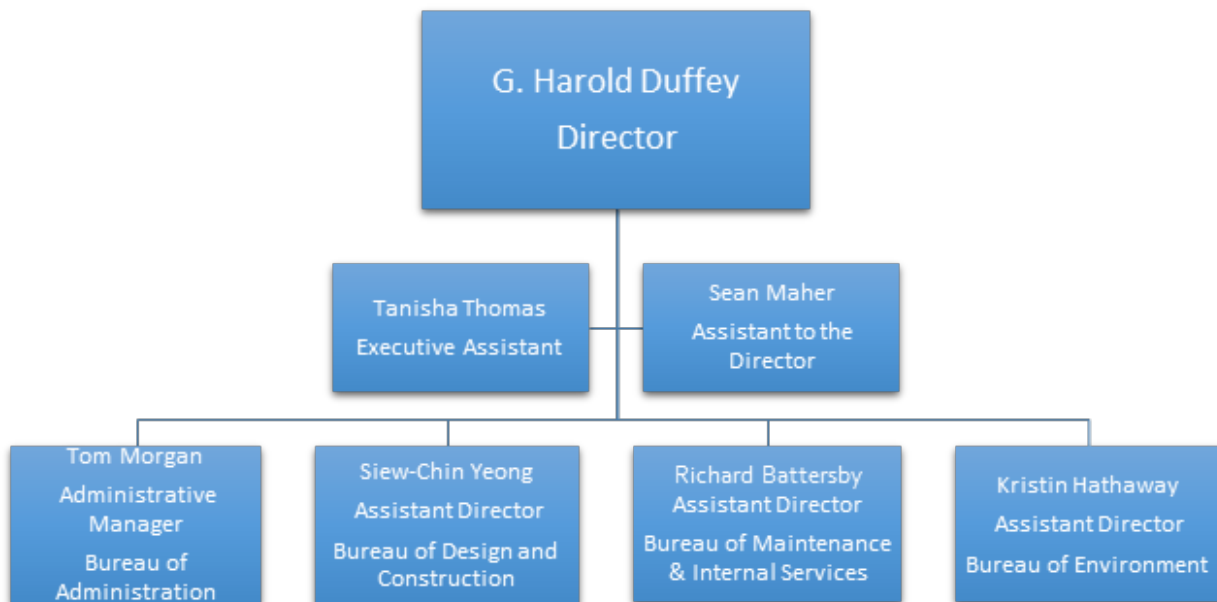 G. Harold Duffey
Director
Tanisha Thomas
Executive Assistant
Sean Maher
Assistant to the
Director
Tom Morgan
Administrative
Manager
Bureau of
Administration
Siew-Chin Yeong
Assistant Director
Bureau of Design and
Construction
Richard Battersby
Assistant Director
Bureau of Maintenance
& Internal Services
Kristin Hathaway
Assistant Director
Bureau of Environment